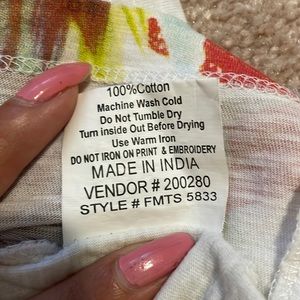 100%Cotton
Machine Wash Cold
Do Not Tumble Dry
Turn inside Out Before Drying
Use Warm Iron
DO NOT IRON ON PRINT & EMBROIDERY
MADE IN INDIA
VENDOR # 200280
STYLE # FMTS 5833